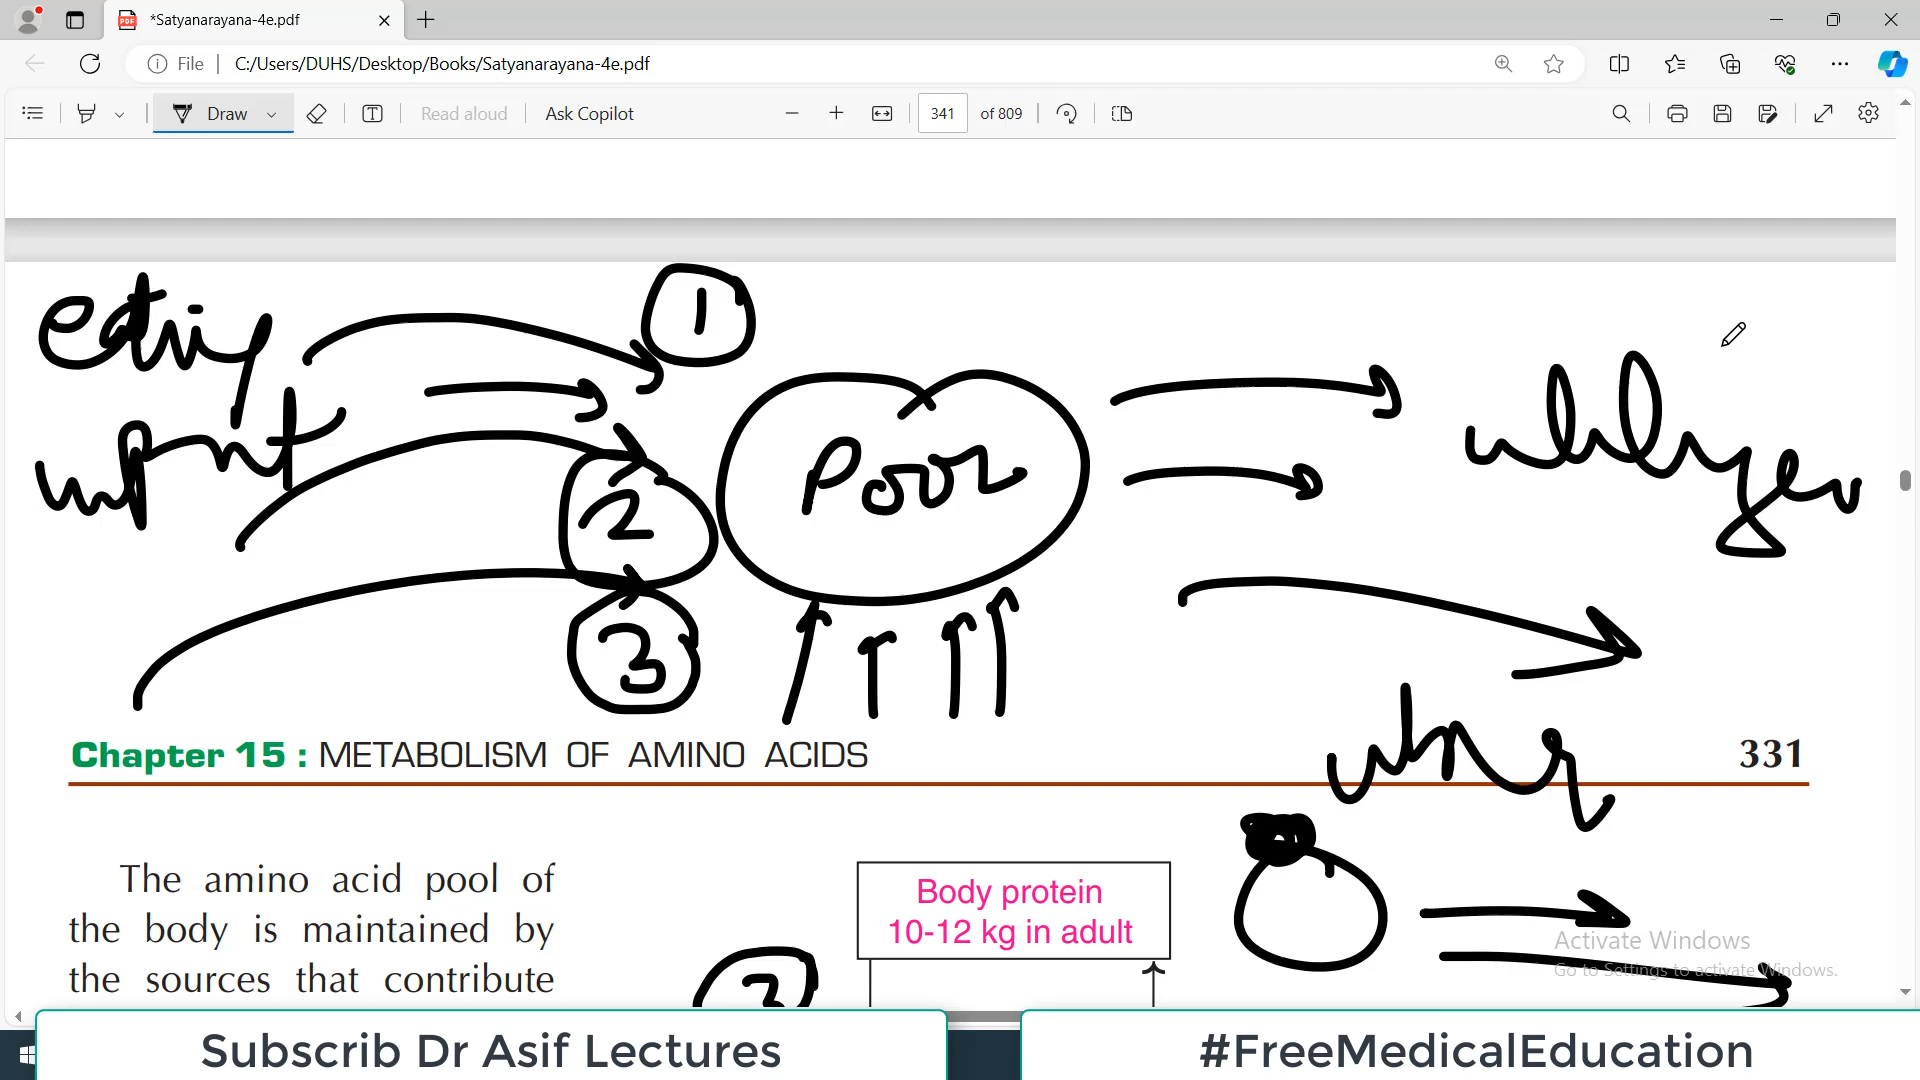 *Satyanarayana-4e.pdf
File
C:/Users/DUHS/Desktop/Books/Satyanarayana-4e.pdf
Draw
Read aloud
Ask Copilot
341
of 809
1
2
3
Pool
Chapter 15 : METABOLISM OF AMINO ACIDS
331
The amino acid pool of
the body is maintained by
the sources that contribute
Body protein
10-12 kg in adult
Activate Windows
Go to Settings to activate Windows.
Subscrib Dr Asif Lectures
#FreeMedicalEducation